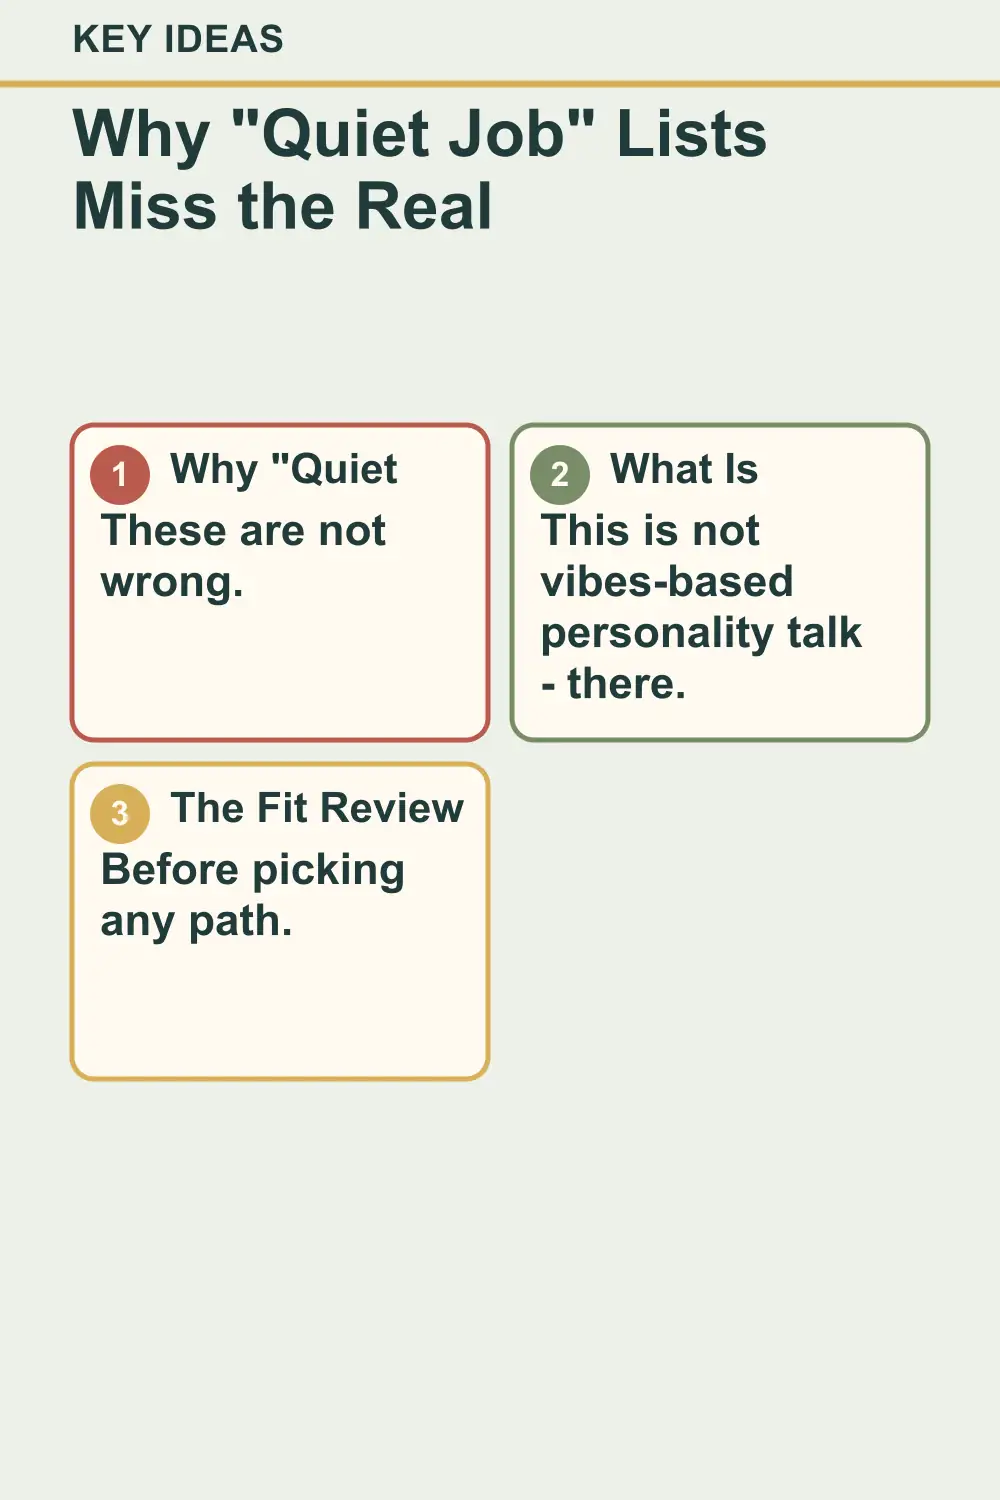 KEY IDEAS
Why "Quiet Job" Lists
Miss the Real
1 Why "Quiet
These are not
wrong.
2 What Is
This is not
vibes-based
personality talk
- there.
3 The Fit Review
Before picking
any path.